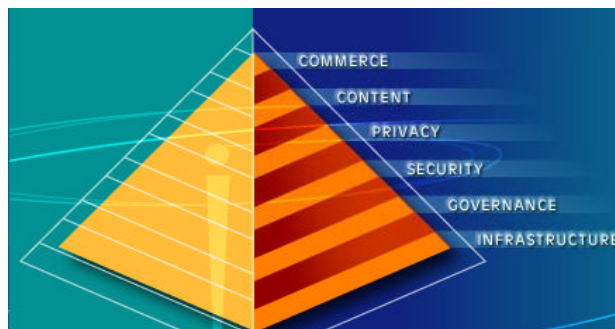 COMMERCE
CONTENT
PRIVACY
SECURITY
GOVERNANCE
INFRASTRUCTURE